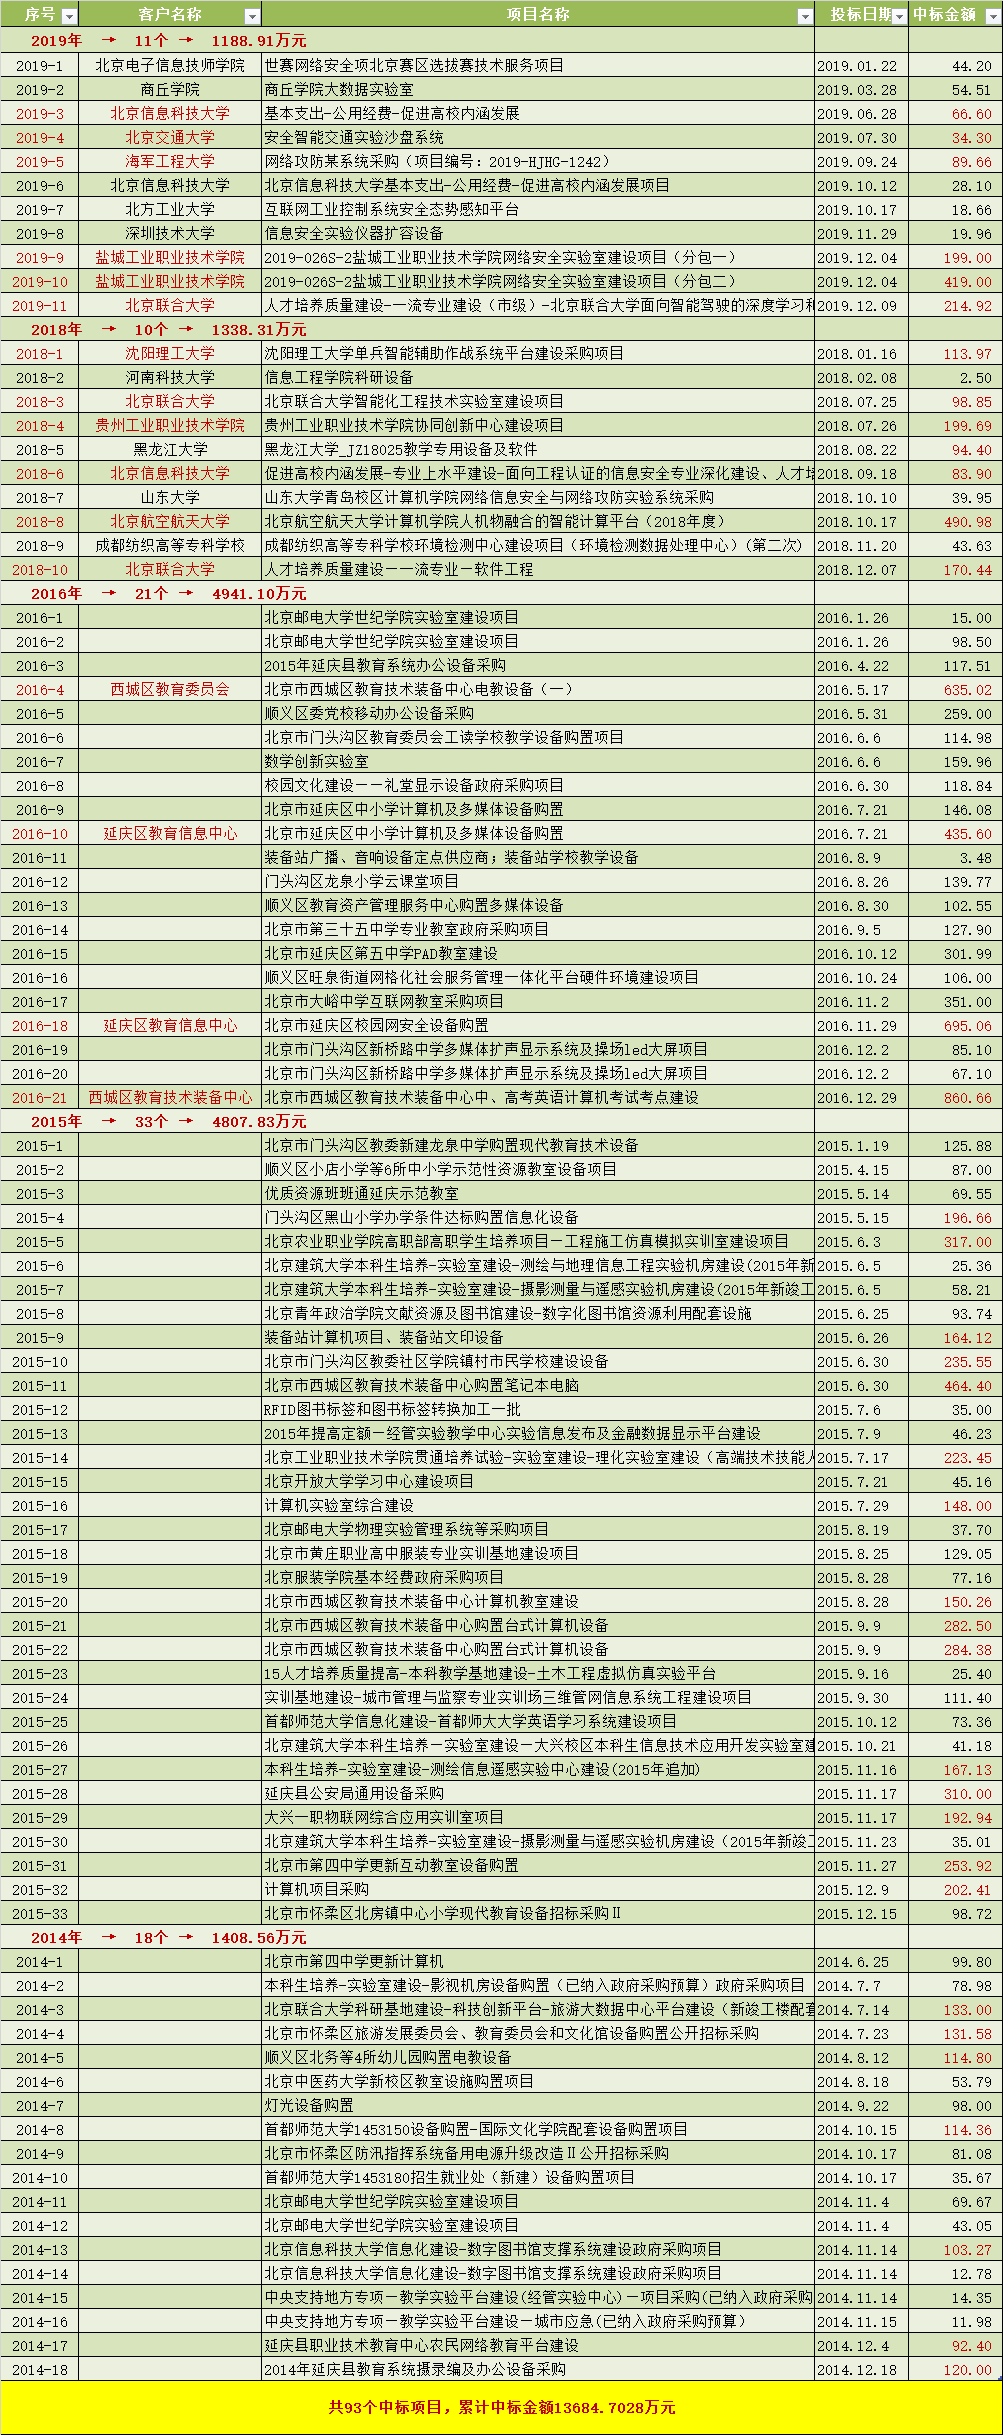 序号 客户名称 项目名称 投标日期 中标金额
2019年 → 11个 → 1188.91万元
2019-1 北京电子信息技师学院 世赛网络安全项北京赛区选拔赛技术服务项目 2019.01.22 44.20
2019-2 商丘学院 商丘学院大数据实验室 2019.03.28 54.51
2019-3 北京信息科技大学 基本支出-公用经费-促进高校内涵发展 2019.06.28 66.60
2019-4 北京交通大学 安全智能交通实验沙盘系统 2019.07.30 34.30
2019-5 海军工程大学 网络攻防某系统采购（项目编号：2019-HJHG-1242） 2019.09.24 89.66
2019-6 北京信息科技大学 北京信息科技大学基本支出-公用经费-促进高校内涵发展项目 2019.10.12 28.10
2019-7 北方工业大学 互联网工业控制系统安全态势感知平台 2019.10.17 18.66
2019-8 深圳技术大学 信息安全实验仪器扩容设备 2019.11.29 19.96
2019-9 盐城工业职业技术学院 2019-026S-2盐城工业职业技术学院网络安全实验室建设项目（分包一） 2019.12.04 199.00
2019-10 盐城工业职业技术学院 2019-026S-2盐城工业职业技术学院网络安全实验室建设项目（分包二） 2019.12.04 419.00
2019-11 北京联合大学 人才培养质量建设-一流专业建设（市级）-北京联合大学面向智能驾驶的深度学习和 2019.12.09 214.92
2018年 → 10个 → 1338.31万元
2018-1 沈阳理工大学 沈阳理工大学单兵智能辅助作战系统平台建设采购项目 2018.01.16 113.97
2018-2 河南科技大学 信息工程学院科研设备 2018.02.08 2.50
2018-3 北京联合大学 北京联合大学智能化工程技术实验室建设项目 2018.07.25 98.85
2018-4 贵州工业职业技术学院 贵州工业职业技术学院协同创新中心建设项目 2018.07.26 199.69
2018-5 黑龙江大学 黑龙江大学_JZ18025教学专用设备及软件 2018.08.22 94.40
2018-6 北京信息科技大学 促进高校内涵发展-专业上水平建设-面向工程认证的信息安全专业深化建设、人才培 2018.09.18 83.90
2018-7 山东大学 山东大学青岛校区计算机学院网络信息安全与网络攻防实验系统采购 2018.10.10 39.95
2018-8 北京航空航天大学 北京航空航天大学计算机学院人机物融合的智能计算平台（2018年度） 2018.10.17 490.98
2018-9 成都纺织高等专科学校 成都纺织高等专科学校环境检测中心建设项目（环境检测数据处理中心）(第二次) 2018.11.20 43.63
2018-10 北京联合大学 人才培养质量建设－一流专业－软件工程 2018.12.07 170.44
2016年 → 21个 → 4941.10万元
2016-1 北京邮电大学世纪学院实验室建设项目 2016.1.26 15.00
2016-2 北京邮电大学世纪学院实验室建设项目 2016.1.26 98.50
2016-3 2015年延庆县教育系统办公设备采购 2016.4.22 117.51
2016-4 西城区教育委员会 北京市西城区教育技术装备中心电教设备（一） 2016.5.17 635.02
2016-5 顺义区委党校移动办公设备采购 2016.5.31 259.00
2016-6 北京市门头沟区教育委员会工读学校教学设备购置项目 2016.6.6 114.98
2016-7 数学创新实验室 2016.6.6 159.96
2016-8 校园文化建设－－礼堂显示设备政府采购项目 2016.6.30 118.84
2016-9 北京市延庆区中小学计算机及多媒体设备购置 2016.7.21 146.08
2016-10 延庆区教育信息中心 北京市延庆区中小学计算机及多媒体设备购置 2016.7.21 435.60
2016-11 装备站广播、音响设备定点供应商；装备站学校教学设备 2016.8.9 3.48
2016-12 门头沟区龙泉小学云课堂项目 2016.8.26 139.77
2016-13 顺义区教育资产管理服务中心购置多媒体设备 2016.8.30 102.55
2016-14 北京市第三十五中学专业教室政府采购项目 2016.9.5 127.90
2016-15 北京市延庆区第五中学PAD教室建设 2016.10.12 301.99
2016-16 顺义区旺泉街道网格化社会服务管理一体化平台硬件环境建设项目 2016.10.24 106.00
2016-17 北京市大峪中学互联网教室采购项目 2016.11.2 351.00
2016-18 延庆区教育信息中心 北京市延庆区校园网安全设备购置 2016.11.29 695.06
2016-19 北京市门头沟区新桥路中学多媒体扩声显示系统及操场led大屏项目 2016.12.2 85.10
2016-20 北京市门头沟区新桥路中学多媒体扩声显示系统及操场led大屏项目 2016.12.2 67.10
2016-21 西城区教育技术装备中心 北京市西城区教育技术装备中心中、高考英语计算机考试考点建设 2016.12.29 860.66
2015年 → 33个 → 4807.83万元
2015-1 北京市门头沟区教委新建龙泉中学购置现代教育技术设备 2015.1.19 125.88
2015-2 顺义区小店小学等6所中小学示范性资源教室设备项目 2015.4.15 87.00
2015-3 优质资源班班通延庆示范教室 2015.5.14 69.55
2015-4 门头沟区黑山小学办学条件达标购置信息化设备 2015.5.15 196.66
2015-5 北京农业职业学院高职部高职学生培养项目－工程施工仿真模拟实训室建设项目 2015.6.3 317.00
2015-6 北京建筑大学本科生培养-实验室建设-测绘与地理信息工程实验机房建设(2015年新 2015.6.5 25.36
2015-7 北京建筑大学本科生培养-实验室建设-摄影测量与遥感实验机房建设(2015年新竣工 2015.6.5 58.21
2015-8 北京青年政治学院文献资源及图书馆建设-数字化图书馆资源利用配套设施 2015.6.25 93.74
2015-9 装备站计算机项目、装备站文印设备 2015.6.26 164.12
2015-10 北京市门头沟区教委社区学院镇村市民学校建设设备 2015.6.30 235.55
2015-11 北京市西城区教育技术装备中心购置笔记本电脑 2015.6.30 464.40
2015-12 RFID图书标签和图书标签转换加工一批 2015.7.6 35.00
2015-13 2015年提高定额－经管实验教学中心实验信息发布及金融数据显示平台建设 2015.7.9 46.23
2015-14 北京工业职业技术学院贯通培养试验-实验室建设-理化实验室建设（高端技术技能人 2015.7.17 223.45
2015-15 北京开放大学学习中心建设项目 2015.7.21 45.16
2015-16 计算机实验室综合建设 2015.7.29 148.00
2015-17 北京邮电大学物理实验管理系统等采购项目 2015.8.19 37.70
2015-18 北京市黄庄职业高中服装专业实训基地建设项目 2015.8.25 129.05
2015-19 北京服装学院基本经费政府采购项目 2015.8.28 77.16
2015-20 北京市西城区教育技术装备中心计算机教室建设 2015.8.28 150.26
2015-21 北京市西城区教育技术装备中心购置台式计算机设备 2015.9.9 282.50
2015-22 北京市西城区教育技术装备中心购置台式计算机设备 2015.9.9 284.38
2015-23 15人才培养质量提高-本科教学基地建设-土木工程虚拟仿真实验平台 2015.9.16 25.40
2015-24 实训基地建设-城市管理与监察专业实训场三维管网信息系统工程建设项目 2015.9.30 111.40
2015-25 首都师范大学信息化建设-首都师大大学英语学习系统建设项目 2015.10.12 73.36
2015-26 北京建筑大学本科生培养－实验室建设－大兴校区本科生信息技术应用开发实验室建 2015.10.21 41.18
2015-27 本科生培养-实验室建设-测绘信息遥感实验中心建设(2015年追加) 2015.11.16 167.13
2015-28 延庆县公安局通用设备采购 2015.11.17 310.00
2015-29 大兴一职物联网综合应用实训室项目 2015.11.17 192.94
2015-30 北京建筑大学本科生培养-实验室建设-摄影测量与遥感实验机房建设（2015年新竣工 2015.11.23 35.01
2015-31 北京市第四中学更新互动教室设备购置 2015.11.27 253.92
2015-32 计算机项目采购 2015.12.9 202.41
2015-33 北京市怀柔区北房镇中心小学现代教育设备招标采购Ⅱ 2015.12.15 98.72
2014年 → 18个 → 1408.56万元
2014-1 北京市第四中学更新计算机 2014.6.25 99.80
2014-2 本科生培养-实验室建设-影视机房设备购置（已纳入政府采购预算）政府采购项目 2014.7.7 78.98
2014-3 北京联合大学科研基地建设-科技创新平台-旅游大数据中心平台建设（新竣工楼配套 2014.7.14 133.00
2014-4 北京市怀柔区旅游发展委员会、教育委员会和文化馆设备购置公开招标采购 2014.7.23 131.58
2014-5 顺义区北务等4所幼儿园购置电教设备 2014.8.12 114.80
2014-6 北京中医药大学新校区教室设施购置项目 2014.8.18 53.79
2014-7 灯光设备购置 2014.9.22 98.00
2014-8 首都师范大学1453150设备购置-国际文化学院配套设备购置项目 2014.10.15 114.36
2014-9 北京市怀柔区防汛指挥系统备用电源升级改造Ⅱ公开招标采购 2014.10.17 81.08
2014-10 首都师范大学1453180招生就业处（新建）设备购置项目 2014.10.17 35.67
2014-11 北京邮电大学世纪学院实验室建设项目 2014.11.4 69.67
2014-12 北京邮电大学世纪学院实验室建设项目 2014.11.4 43.05
2014-13 北京信息科技大学信息化建设-数字图书馆支撑系统建设政府采购项目 2014.11.14 103.27
2014-14 北京信息科技大学信息化建设-数字图书馆支撑系统建设政府采购项目 2014.11.14 12.78
2014-15 中央支持地方专项－教学实验平台建设(经管实验中心)－项目采购(已纳入政府采购 2014.11.14 14.35
2014-16 中央支持地方专项－教学实验平台建设－城市应急(已纳入政府采购预算) 2014.11.15 11.98
2014-17 延庆县职业技术教育中心农民网络教育平台建设 2014.12.4 92.40
2014-18 2014年延庆县教育系统摄录编及办公设备采购 2014.12.18 120.00
共93个中标项目，累计中标金额13684.7028万元